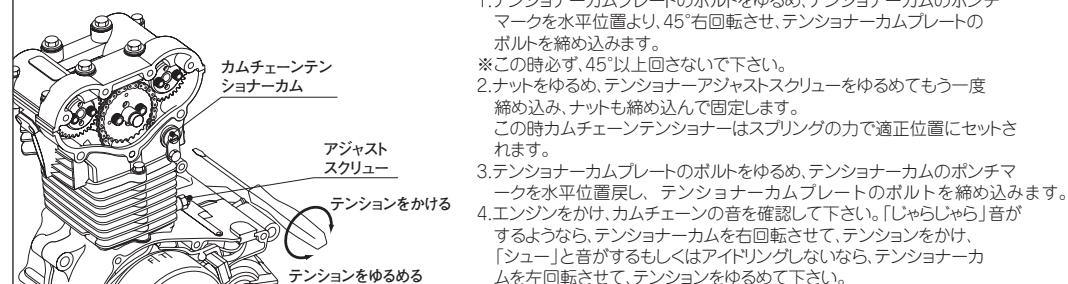 カムチェーンテン
ショナーカム
アジャスト
スクリュー
テンションをかける
テンションをゆるめる
1.テンショナーカムプレートのボルトをゆるめ、テンショナーカムのポンチ
マークを水平位置より、45°右回転させ、テンショナーカムプレートの
ボルトを締め込みます。
※この時必ず、45°以上回さないで下さい。
2.ナットをゆるめ、テンショナーアジャストスクリューをゆるめてもう一度
締め込み、ナットも締め込んで固定します。
この時カムチェーンテンショナーはスプリングの力で適正位置にセットさ
れます。
3.テンショナーカムプレートのボルトをゆるめ、テンショナーカムのポンチマ
ークを水平位置戻し、 テンショナーカムプレートのボルトを締め込みます。
4.エンジンをかけ、カムチェーンの音を確認して下さい。「じゃらじゃら」音が
するようなら、テンショナーカムを右回転させて、テンションをかけ、
「シュー」と音がするもしくはアイドリングしないなら、テンショナーカ
ムを左回転させて、テンションをゆるめて下さい。